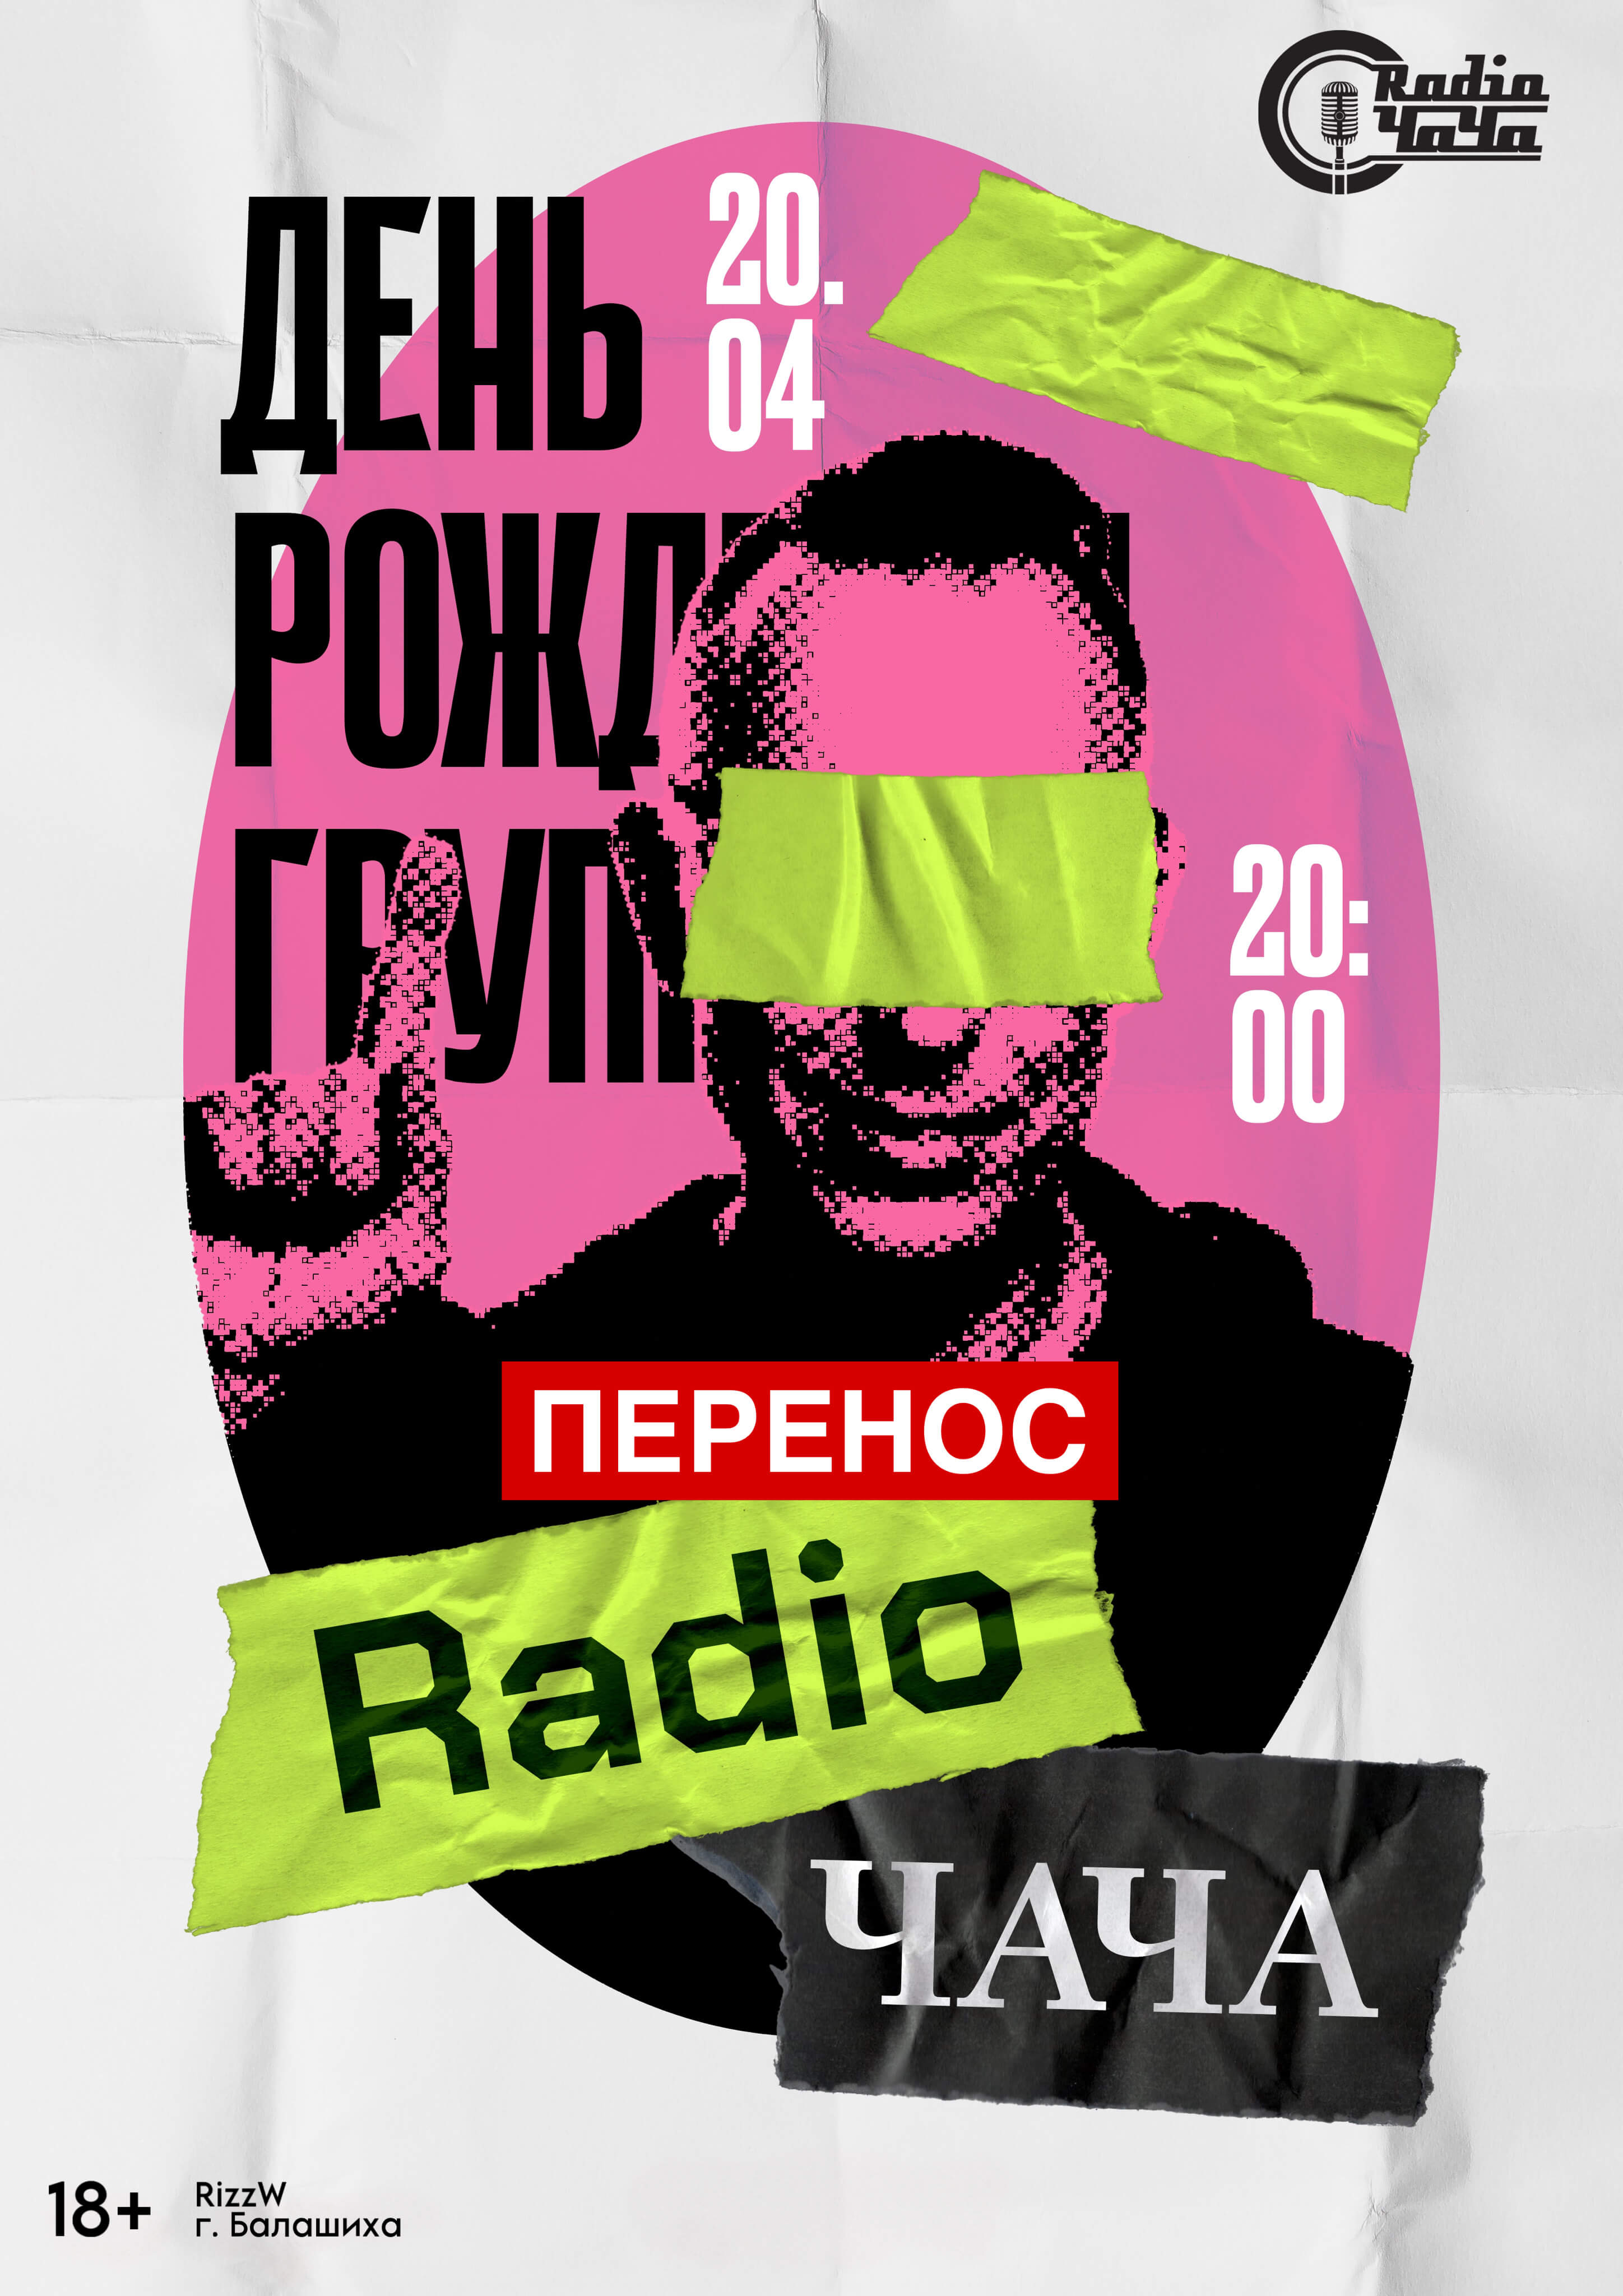 Radio
ЧаЧа
ДЕНЬ
20.
04
20:
00
ПЕРЕНОС
Radio
ЧАЧА
18+
RizzW
г. Балашиха